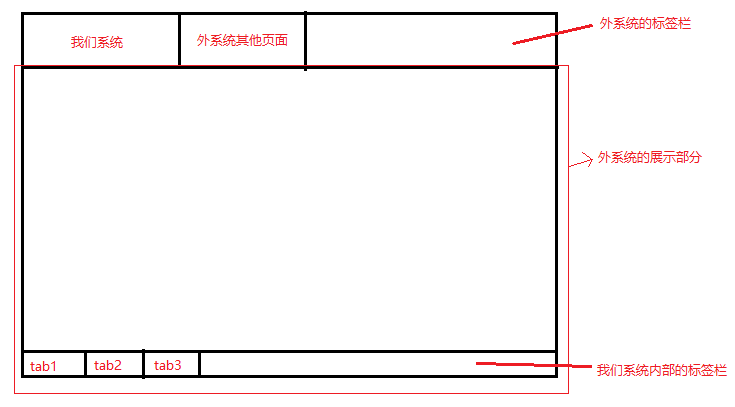 外系统的标签栏
我们系统
外系统其他页面
外系统的展示部分
tab1
tab2
tab3
我们系统内部的标签栏